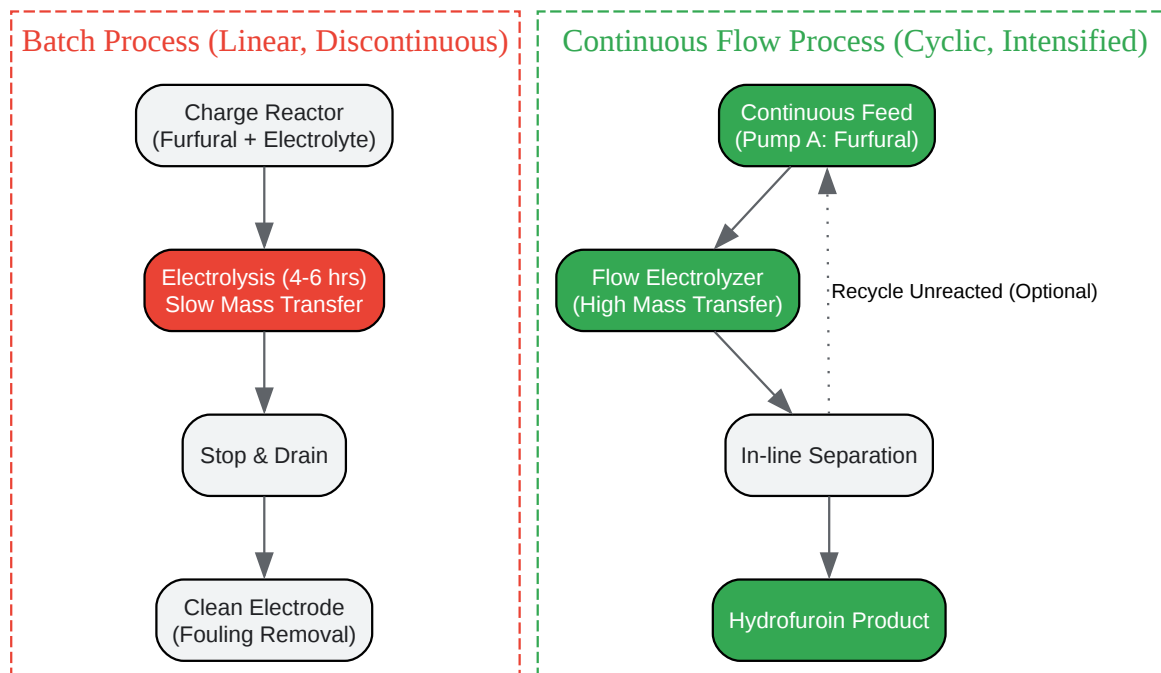 Batch Process (Linear, Discontinuous)
Charge Reactor
(Furfural + Electrolyte)
Electrolysis (4-6 hrs)
Slow Mass Transfer
Stop & Drain
Clean Electrode
(Fouling Removal)
Continuous Flow Process (Cyclic, Intensified)
Continuous Feed
(Pump A: Furfural)
Flow Electrolyzer
(High Mass Transfer)
Recycle Unreacted (Optional)
In-line Separation
Hydrofuroin Product